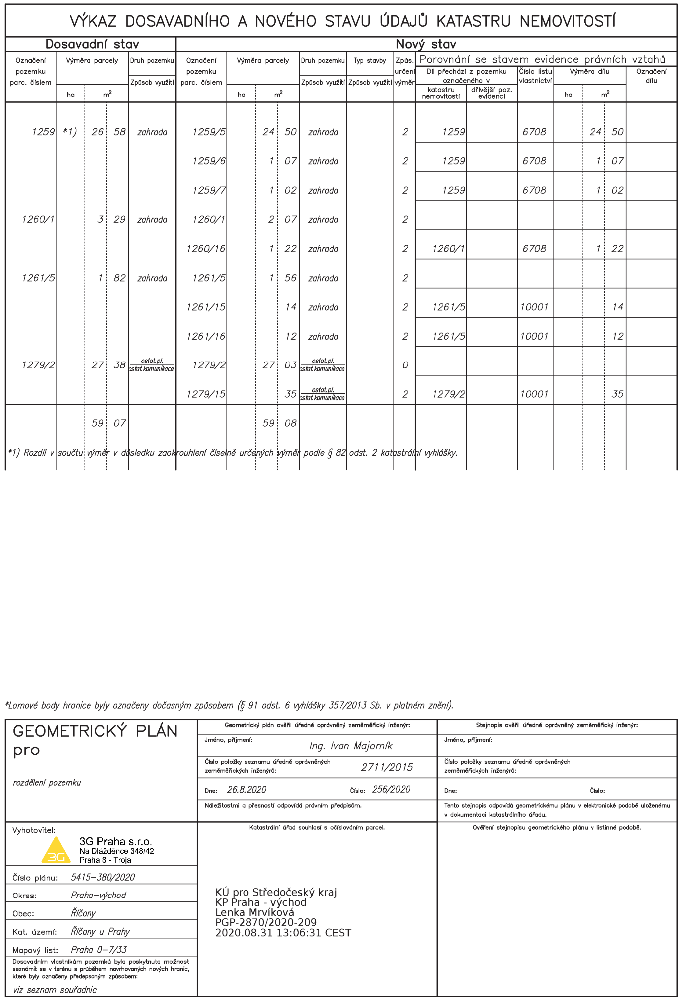 VÝKAZ DOSAVADNÍHO A NOVÉHO STAVU ÚDAJŮ KATASTRU NEMOVITOSTÍ
Dosavadní stav Nový stav
Označení pozemku parc. číslem Výměra parcely ha m² Druh pozemku Způsob využití Označení pozemku parc. číslem Výměra parcely ha m² Druh pozemku Způsob využití Typ stavby Způsob využití Způs. určení výměr Porovnání se stavem evidence právních vztahů
Díl přechází z pozemku označeného v katastru nemovitostí dřívější poz. evidenci Číslo listu vlastnictví Výměra dílu ha m² Označení dílu
1259 *1) 26 58 zahrada 1259/5 24 50 zahrada 2 1259 6708 24 50
1259/6 1 07 zahrada 2 1259 6708 1 07
1259/7 1 02 zahrada 2 1259 6708 1 02
1260/1 3 29 zahrada 1260/1 2 07 zahrada 2
1260/16 1 22 zahrada 2 1260/1 6708 1 22
1261/5 1 82 zahrada 1261/5 1 56 zahrada 2
1261/15 14 zahrada 2 1261/5 10001 14
1261/16 12 zahrada 2 1261/5 10001 12
1279/2 27 38 ostat.pl. ostat.komunikace 1279/2 27 03 ostat.pl. ostat.komunikace 0
1279/15 35 ostat.pl. ostat.komunikace 2 1279/2 10001 35
59 07 59 08
*1) Rozdíl v součtu výměr v důsledku zaokrouhlení číselně určených výměr podle § 82 odst. 2 katastrální vyhlášky.
*Lomové body hranice byly označeny dočasným způsobem (§ 91 odst. 6 vyhlášky 357/2013 Sb. v platném znění).
GEOMETRICKÝ PLÁN
pro
rozdělení pozemku
Geometrický plán ověřil úředně oprávněný zeměměřický inženýr:
Jméno, příjmení: Ing. Ivan Majorník
Číslo položky seznamu úředně oprávněných
zeměměřických inženýrů: 2711/2015
Dne: 26.8.2020 Číslo: 256/2020
Náležitostmi a přesností odpovídá právním předpisům.
Stejnopis ověřil úředně oprávněný zeměměřický inženýr:
Jméno, příjmení:
Číslo položky seznamu úředně oprávněných
zeměměřických inženýrů:
Dne: Číslo:
Tento stejnopis odpovídá geometrickému plánu v elektronické podobě uloženému
v dokumentaci katastrálního úřadu.
Vyhotovitel:
3G
3G Praha s.r.o.
Na Dlážděnce 348/42
Praha 8 - Troja
Číslo plánu: 5415-380/2020
Okres: Praha-východ
Obec: Říčany
Kat. území: Říčany u Prahy
Mapový list: Praha 0-7/33
Dosavadním vlastníkům pozemků byla poskytnuta možnost
seznámit se v terénu s průběhem navrhovaných nových hranic,
které byly označeny předepsaným způsobem:
viz seznam souřadnic
Katastrální úřad souhlasí s očíslováním parcel.
KÚ pro Středočeský kraj
KP Praha - východ
Lenka Mrvíková
PGP-2870/2020-209
2020.08.31 13:06:31 CEST
Ověření stejnopisu geometrického plánu v listinné podobě.